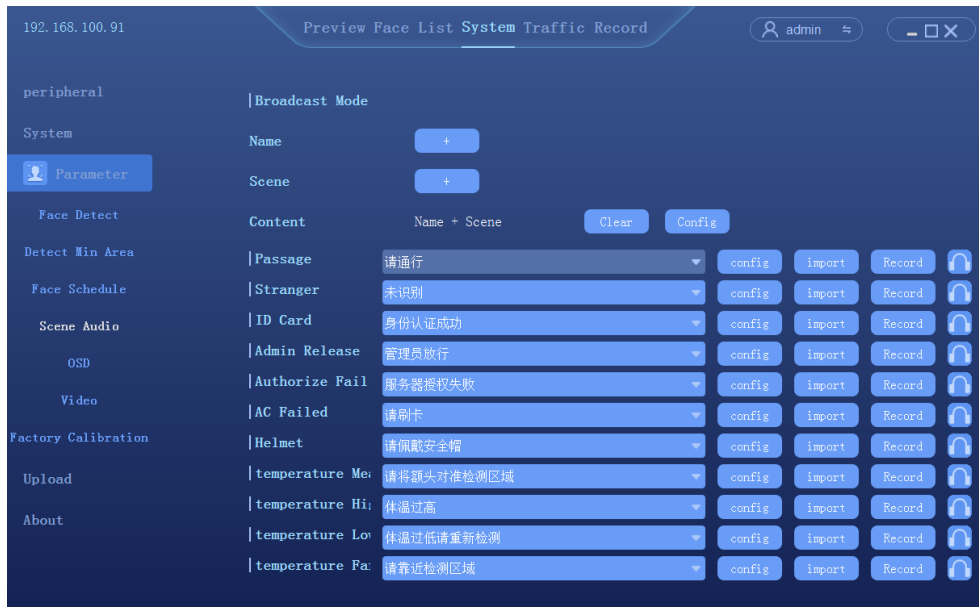 192.168.100.91 Preview Face List System Traffic Record admin
peripheral
System
Parameter
Face Detect
Detect Min Area
Face Schedule
Scene Audio
OSD
Video
Factory Calibration
Upload
About
Broadcast Mode
Name +
Scene +
Content Name + Scene Clear Config
Passage 请通行 config import Record
Stranger 未识别 config import Record
ID Card 身份认证成功 config import Record
Admin Release 管理员放行 config import Record
Authorize Fail 服务器授权失败 config import Record
AC Failed 请刷卡 config import Record
Helmet 请佩戴安全帽 config import Record
temperature Mea 请将额头对准检测区域 config import Record
temperature Hi 体温过高 config import Record
temperature Lo 体温过低请重新检测 config import Record
temperature Fa 请靠近检测区域 config import Record